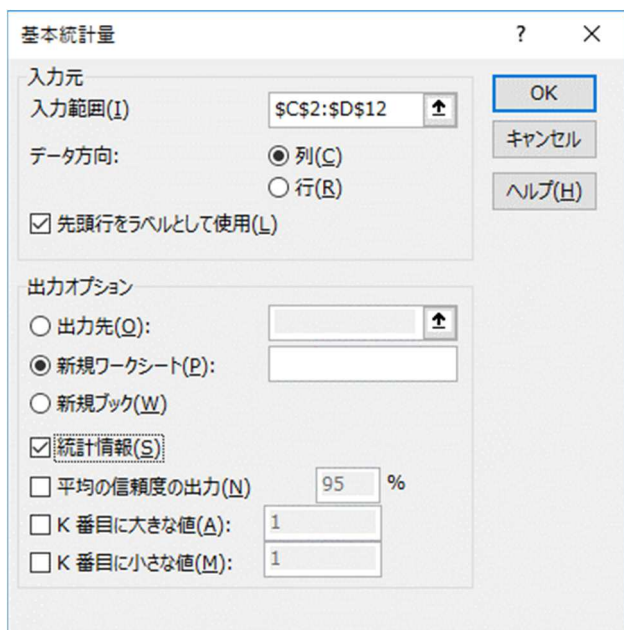 基本統計量 ?
入力元
入力範囲(I) $C$2:$D$12
データ方向: 列(C)
行(R)
先頭行をラベルとして使用(L)
OK
キャンセル
ヘルプ(H)
出力オプション
出力先(O):
新規ワークシート(P):
新規ブック(W)
統計情報(S)
平均の信頼度の出力(N) 95 %
K 番目に大きな値(A): 1
K 番目に小さな値(M): 1